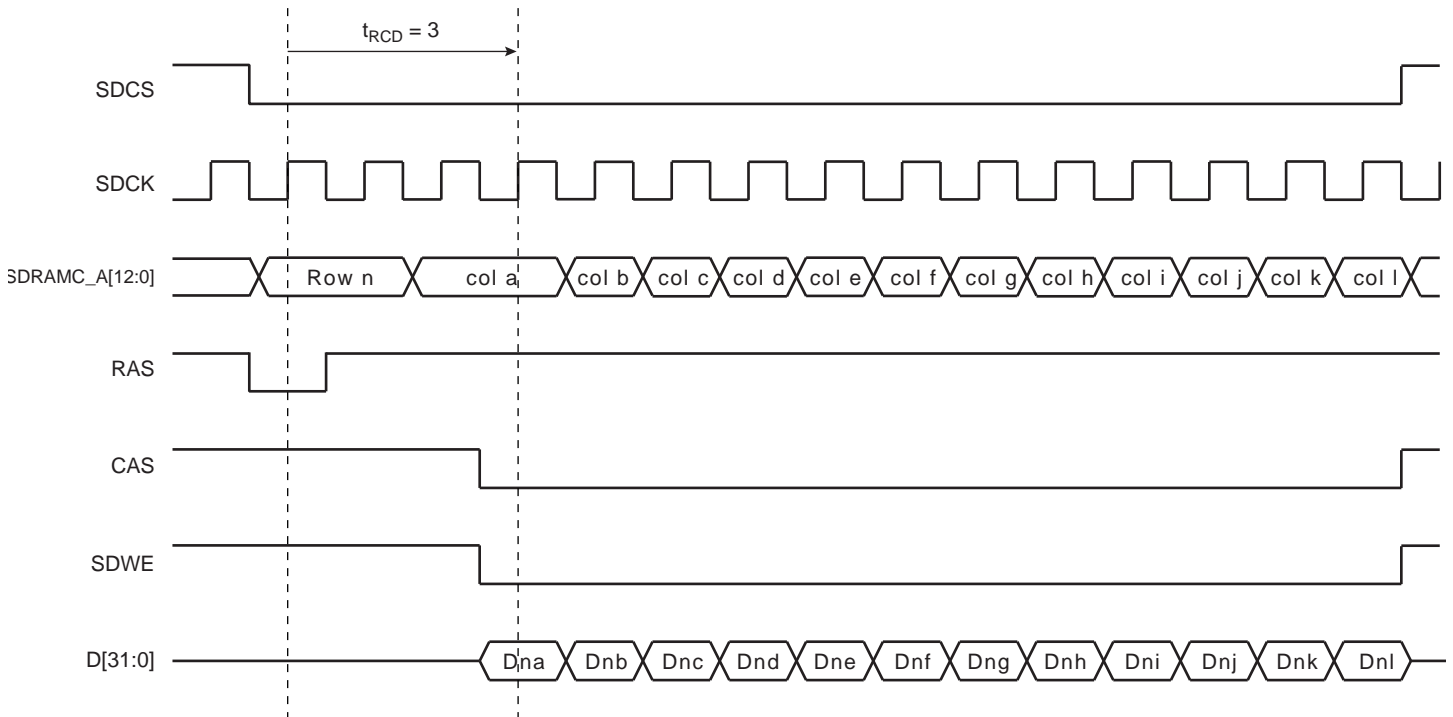 t_RCD = 3
SDCS
SDCK
SDRAMC_A[12:0] Row n col a col b col c col d col e col f col g col h col i col j col k col l
RAS
CAS
SDWE
D[31:0] Dna Dnb Dnc Dnd Dne Dnf Dng Dnh Dni Dnj Dnk Dnl